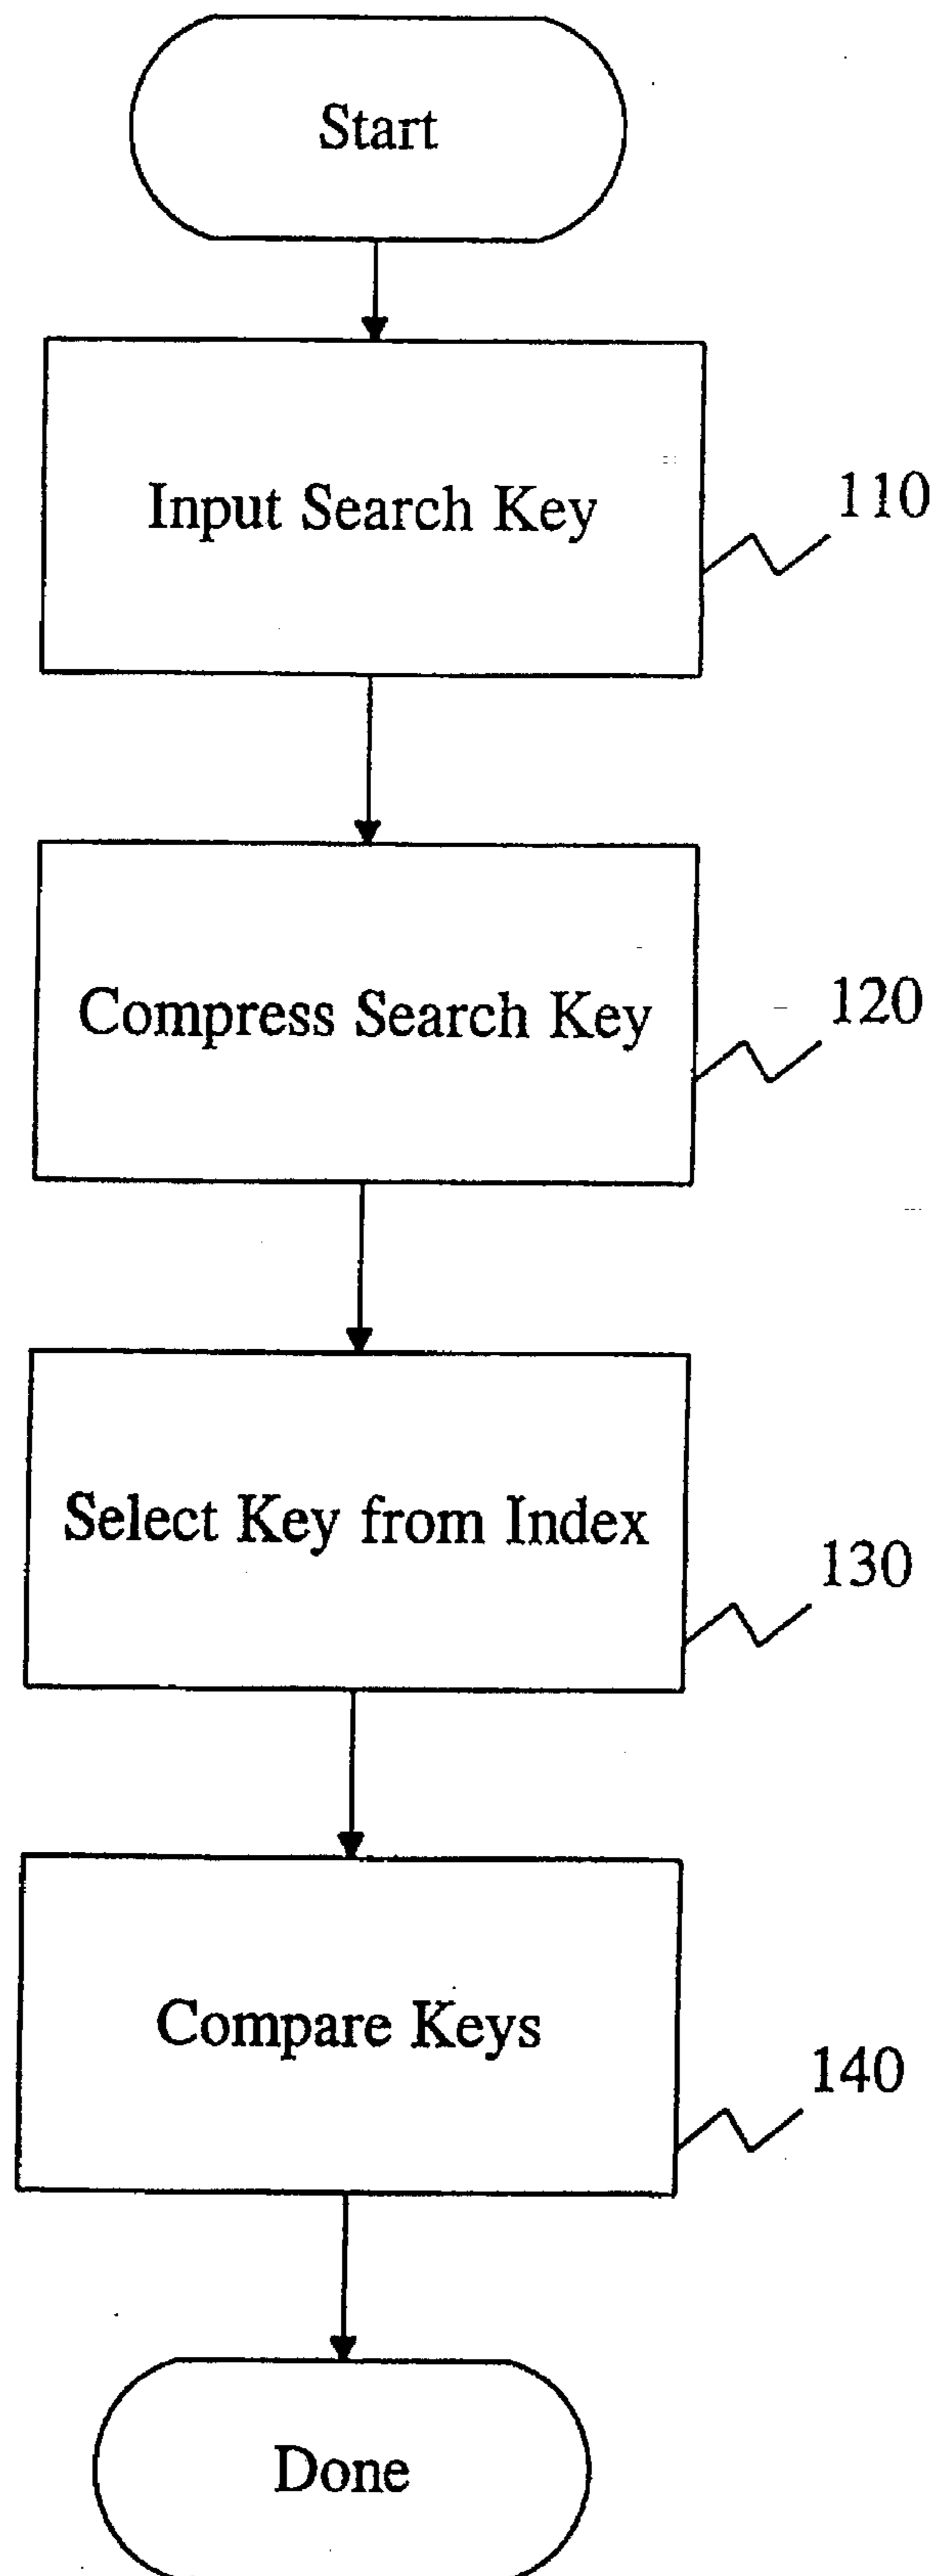 Start
Input Search Key
110
Compress Search Key
120
Select Key from Index
130
Compare Keys
140
Done